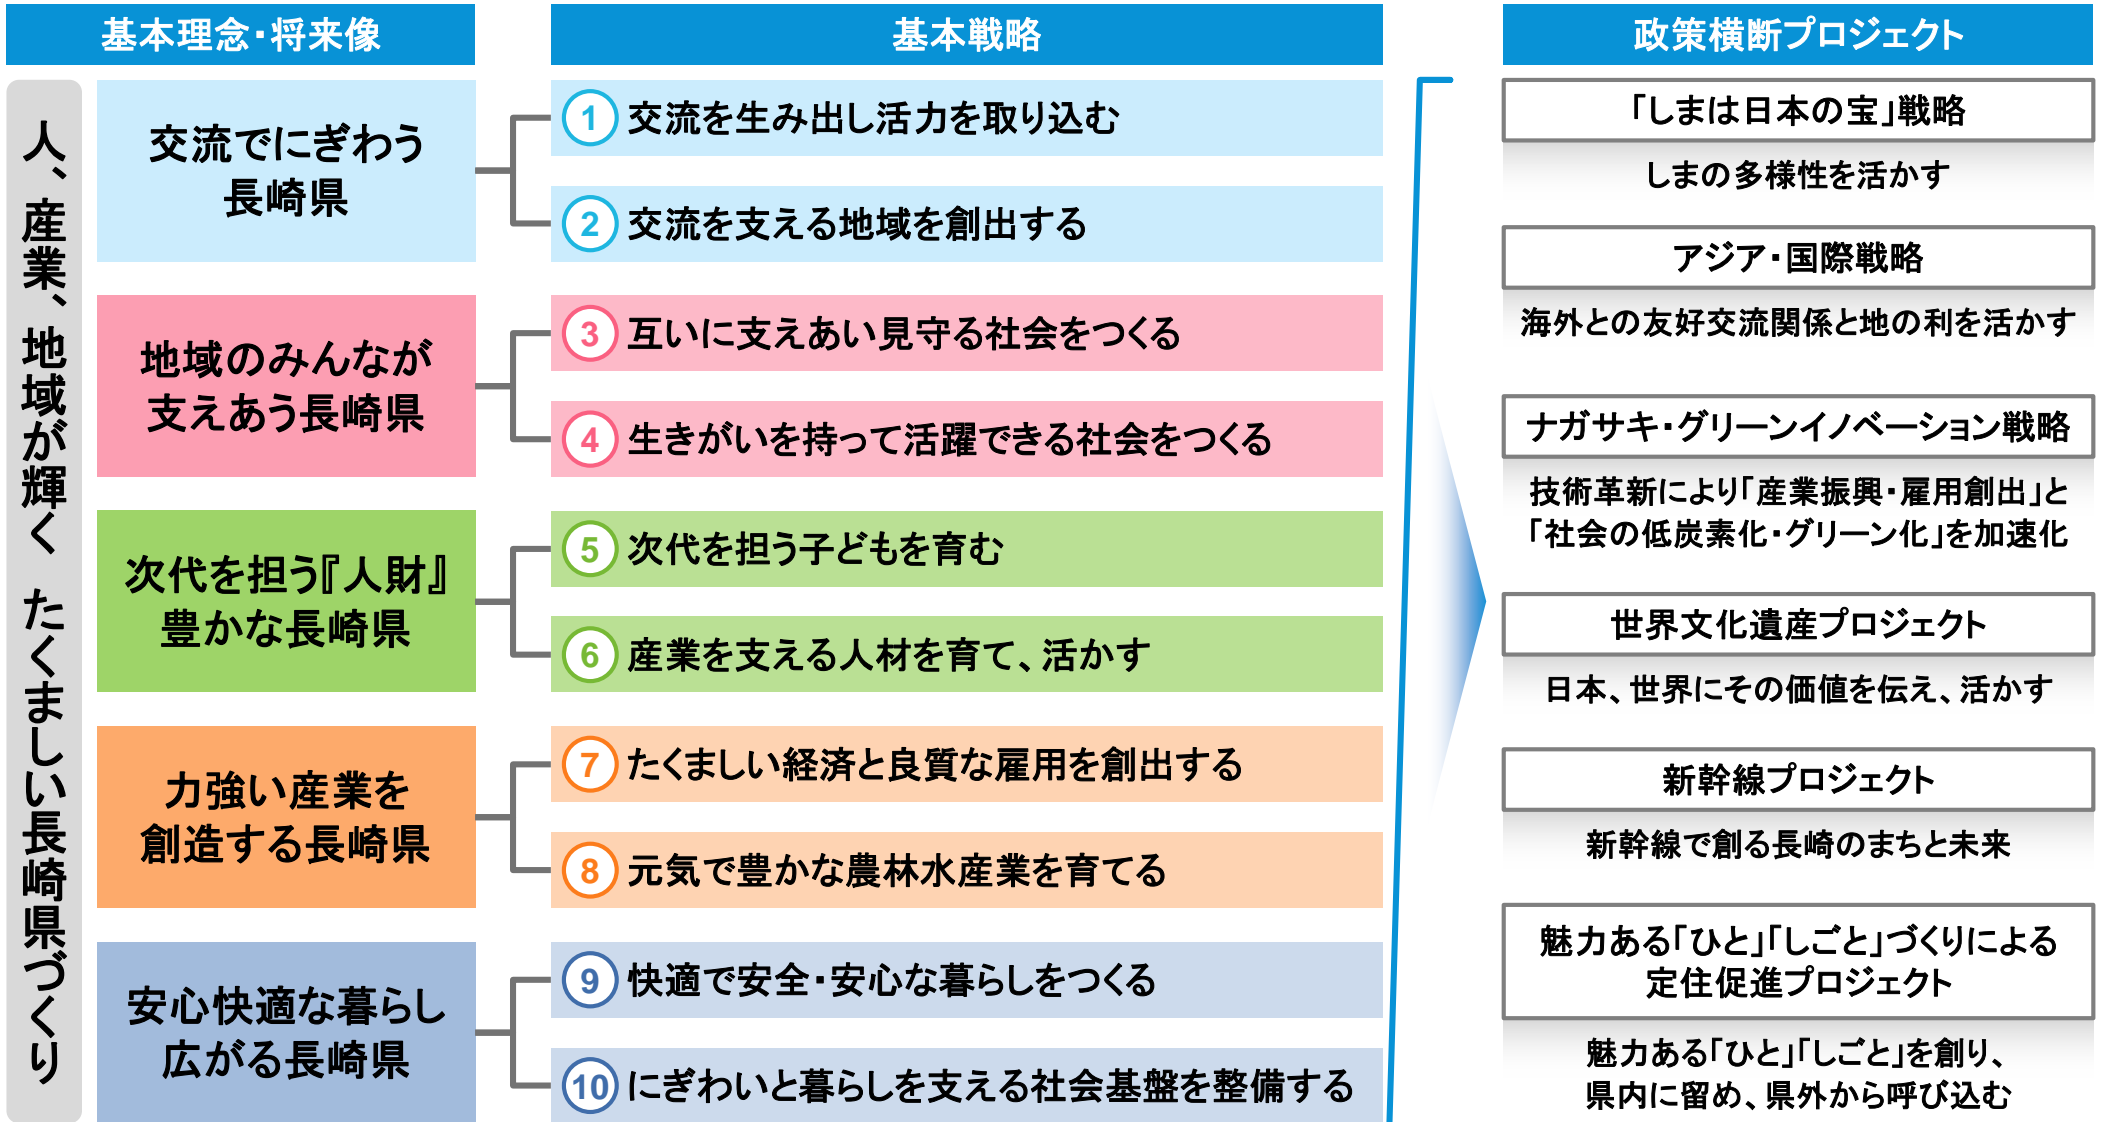 基本理念・将来像
人、産業、地域が輝く たくましい長崎県づくり
交流でにぎわう
長崎県
地域のみんなが
支えあう長崎県
次代を担う『人財』
豊かな長崎県
力強い産業を
創造する長崎県
安心快適な暮らし
広がる長崎県
基本戦略
1 交流を生み出し活力を取り込む
2 交流を支える地域を創出する
3 互いに支えあい見守る社会をつくる
4 生きがいを持って活躍できる社会をつくる
5 次代を担う子どもを育む
6 産業を支える人材を育て、活かす
7 たくましい経済と良質な雇用を創出する
8 元気で豊かな農林水産業を育てる
9 快適で安全・安心な暮らしをつくる
10 にぎわいと暮らしを支える社会基盤を整備する
政策横断プロジェクト
「しまは日本の宝」戦略
しまの多様性を活かす
アジア・国際戦略
海外との友好交流関係と地の利を活かす
ナガサキ・グリーンイノベーション戦略
技術革新により「産業振興・雇用創出」と
「社会の低炭素化・グリーン化」を加速化
世界文化遺産プロジェクト
日本、世界にその価値を伝え、活かす
新幹線プロジェクト
新幹線で創る長崎のまちと未来
魅力ある「ひと」「しごと」づくりによる
定住促進プロジェクト
魅力ある「ひと」「しごと」を創り、
県内に留め、県外から呼び込む